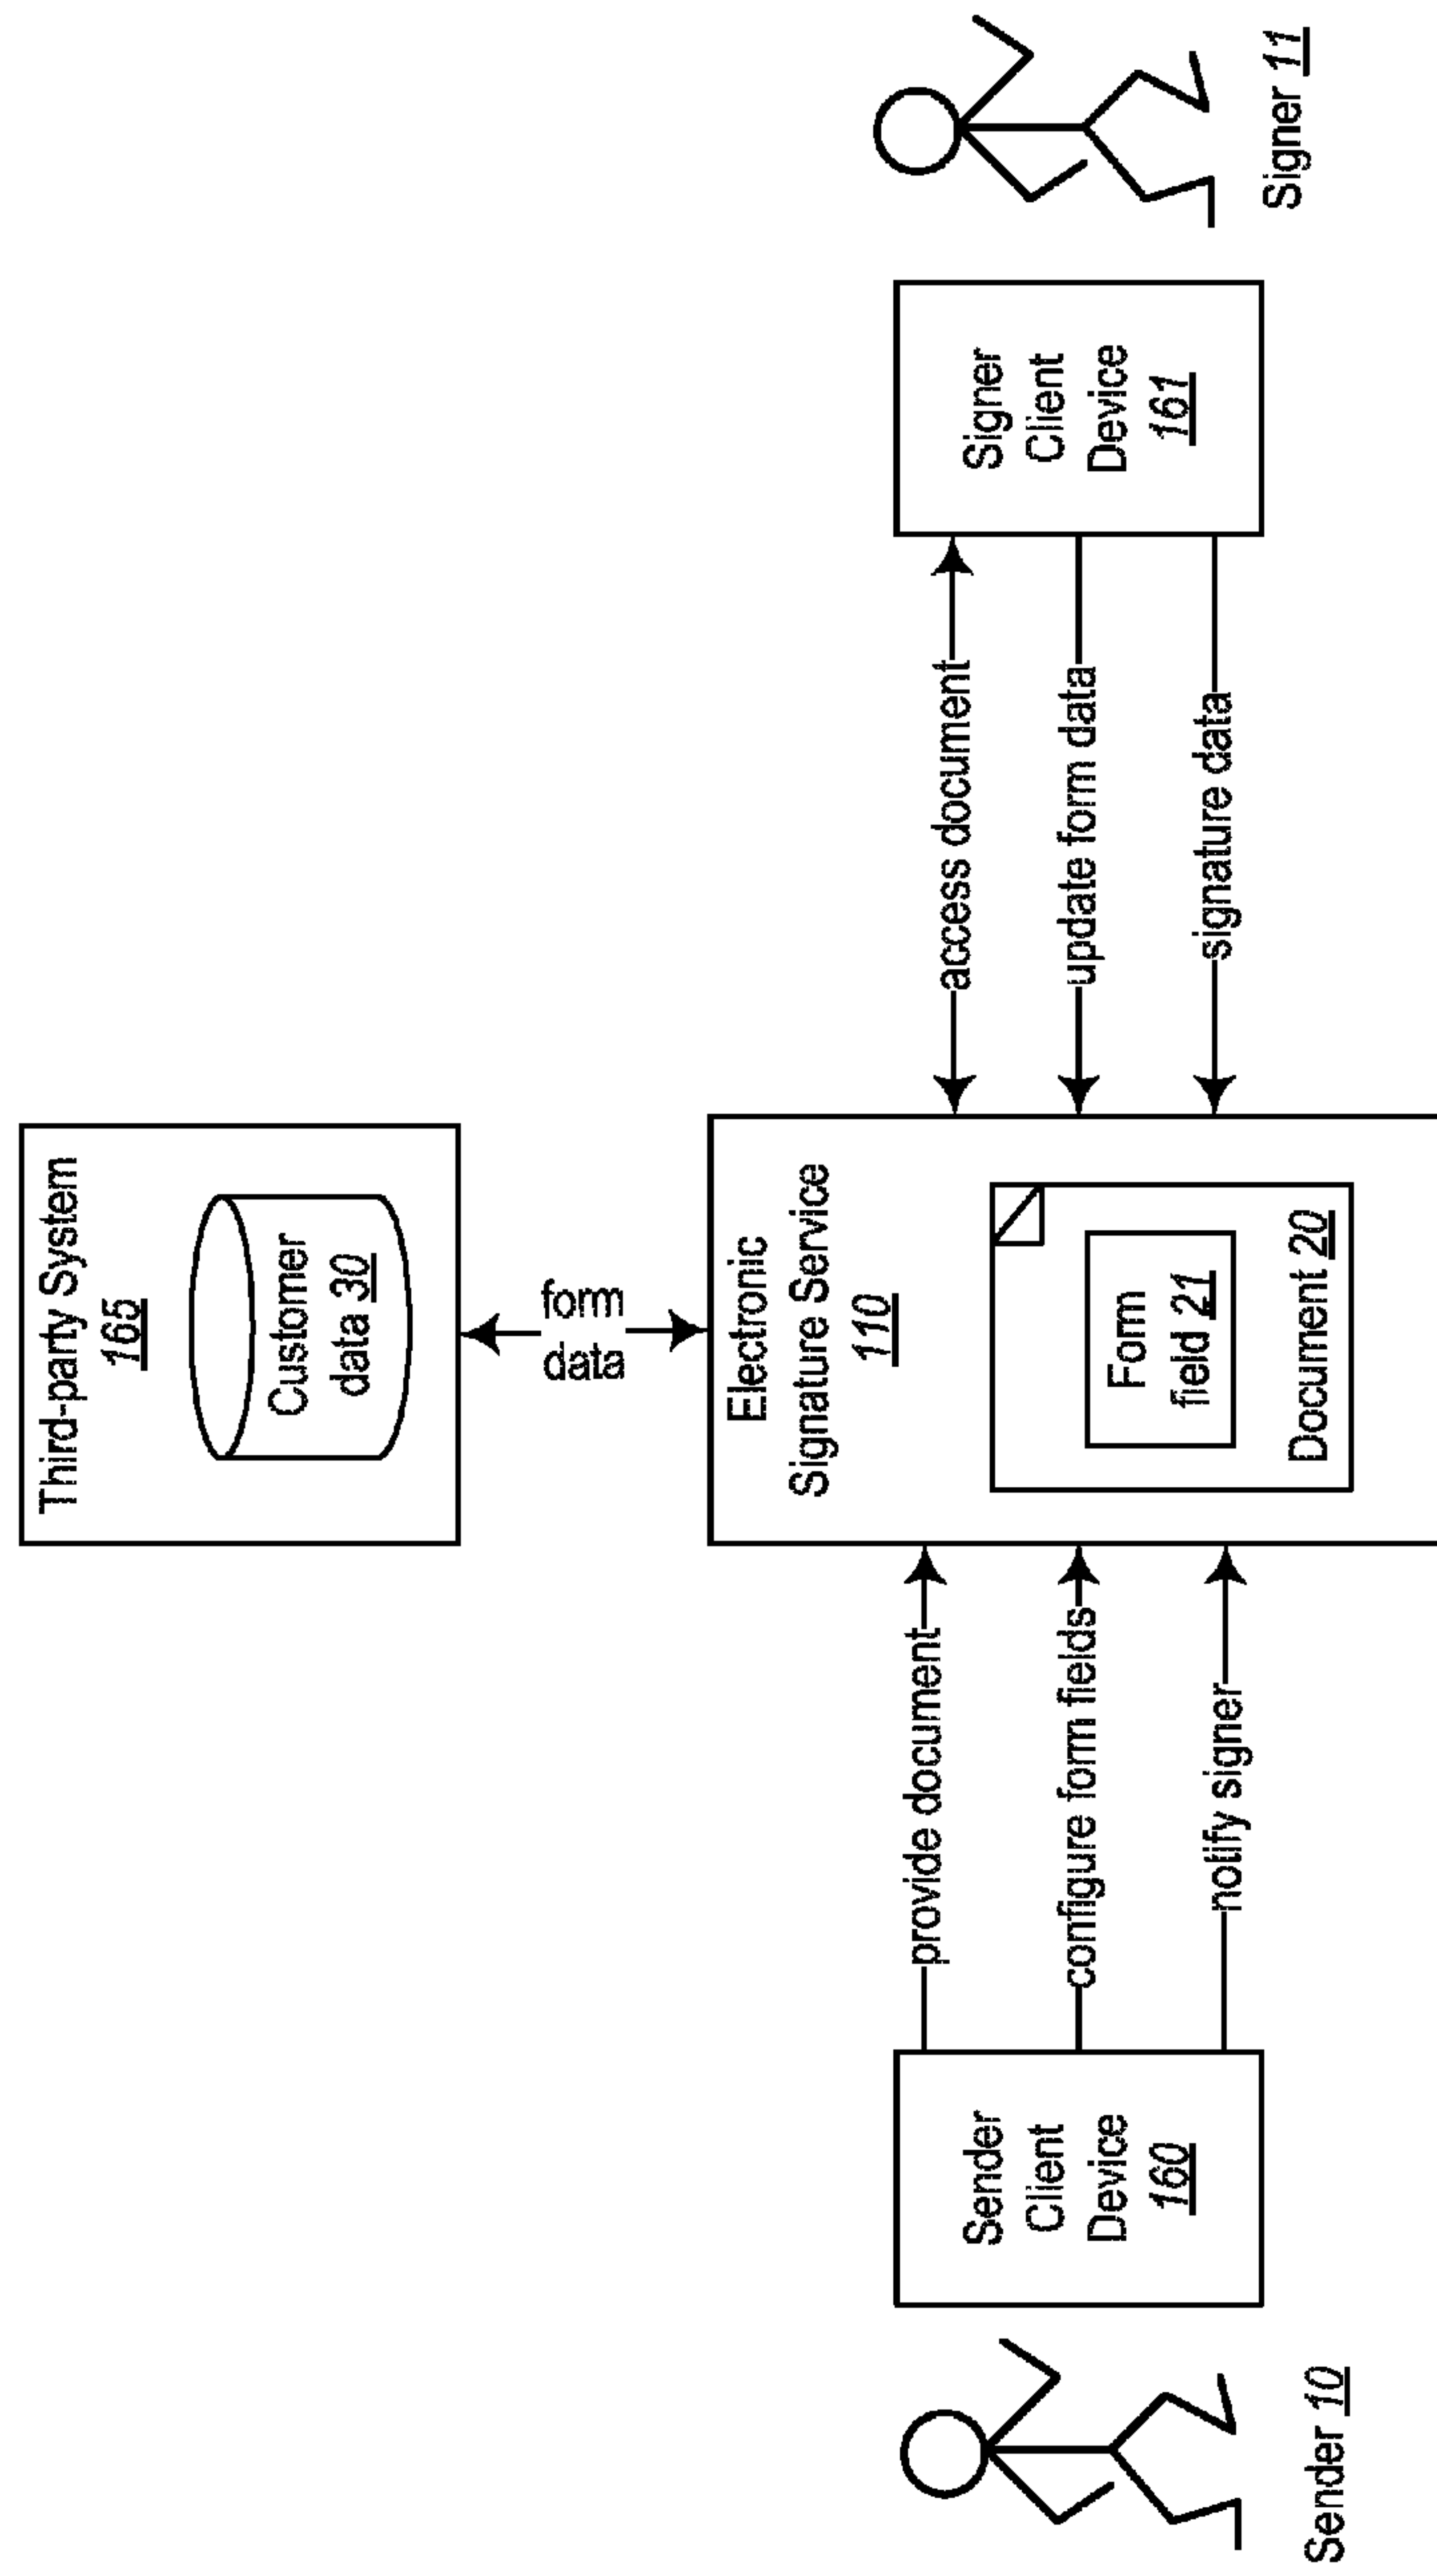 Third-party System
165
Customer
data 30
form
data
Electronic
Signature Service
110
Form
field 21
Document 20
Sender 10
Sender
Client
Device
160
provide document
configure form fields
notify signer
access document
update form data
signature data
Signer
Client
Device
161
Signer 11